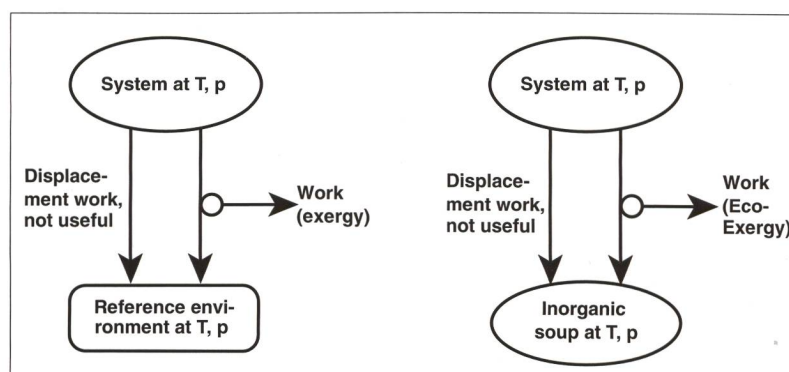 System at T, p
Displace-
ment work,
not useful
Work
(exergy)
Reference envi-
ronment at T, p
System at T, p
Displace-
ment work,
not useful
Work
(Eco-
Exergy)
Inorganic
soup at T, p